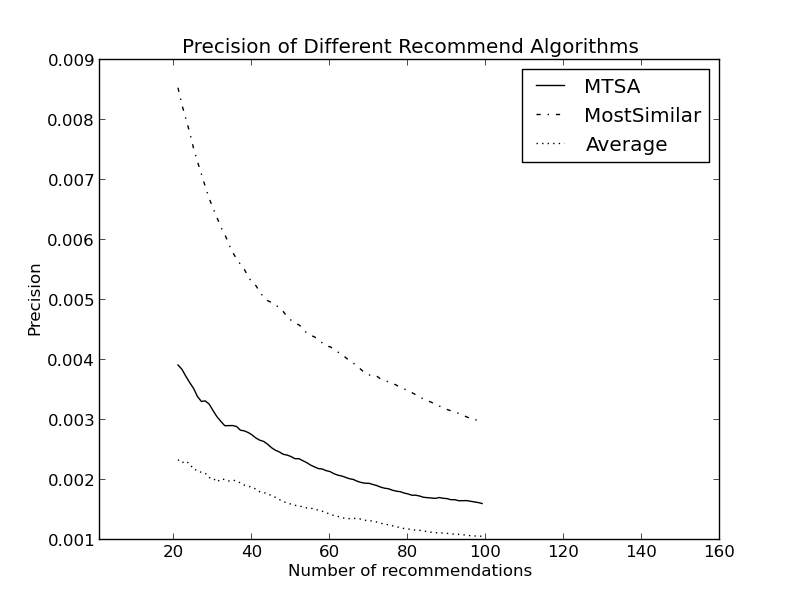 Precision of Different Recommend Algorithms
0.009
0.008
0.007
0.006
0.005
0.004
0.003
0.002
0.001
Precision
MTSA
MostSimilar
Average
20 40 60 80 100 120 140 160
Number of recommendations